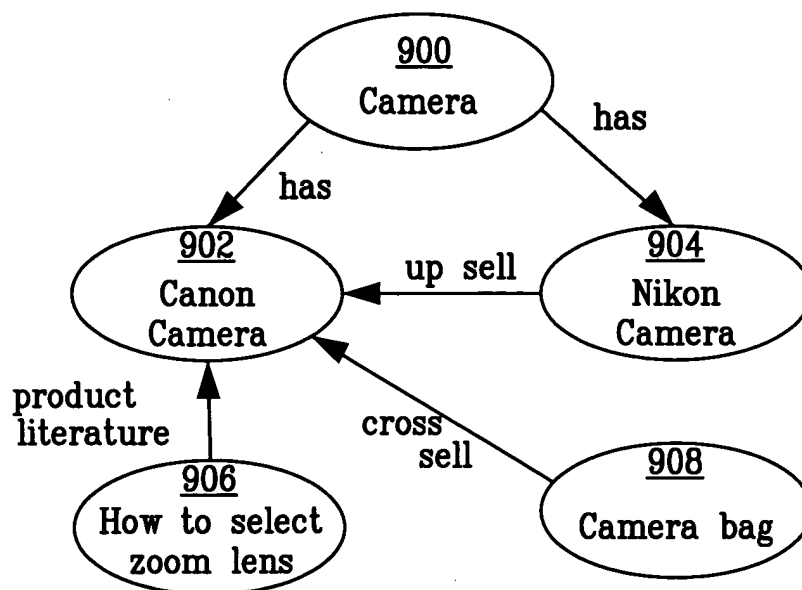 900
Camera
has
has
902
Canon
Camera
up sell
904
Nikon
Camera
product
literature
cross
sell
906
How to select
zoom lens
908
Camera bag